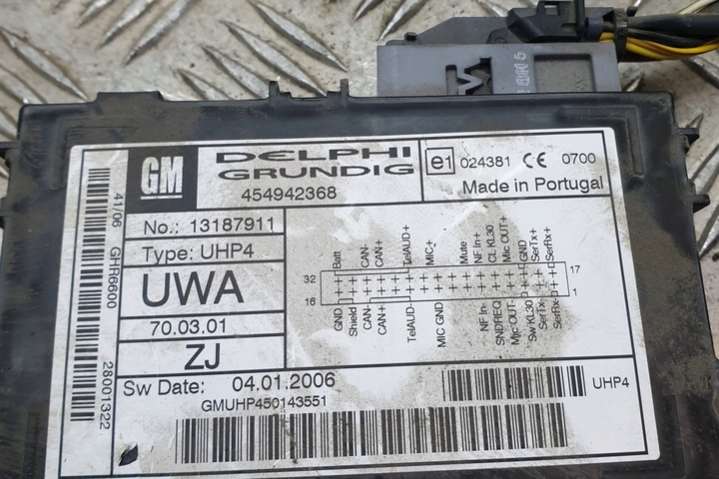 GM
DELPHI
GRUNDIG
454942368
e1 024381 CE 0700
Made in Portugal
41/06 GHR6600 28001322
No.: 13187911
Type: UHP4
UWA
70.03.01
ZJ
Batt CAN- CAN+ TelAUD+ MIC+ Mute NF In+ CL KL30 Mic OUT+ GND SerTx+ SerRx+
32 17
16 1
GND Shield CAN- CAN+ TelAUD- MIC GND NF In- SNDREQ Mic OUT- Sw KL30 SerTx- SerRx-
Sw Date: 04.01.2006
GMUHP450143551
UHP4